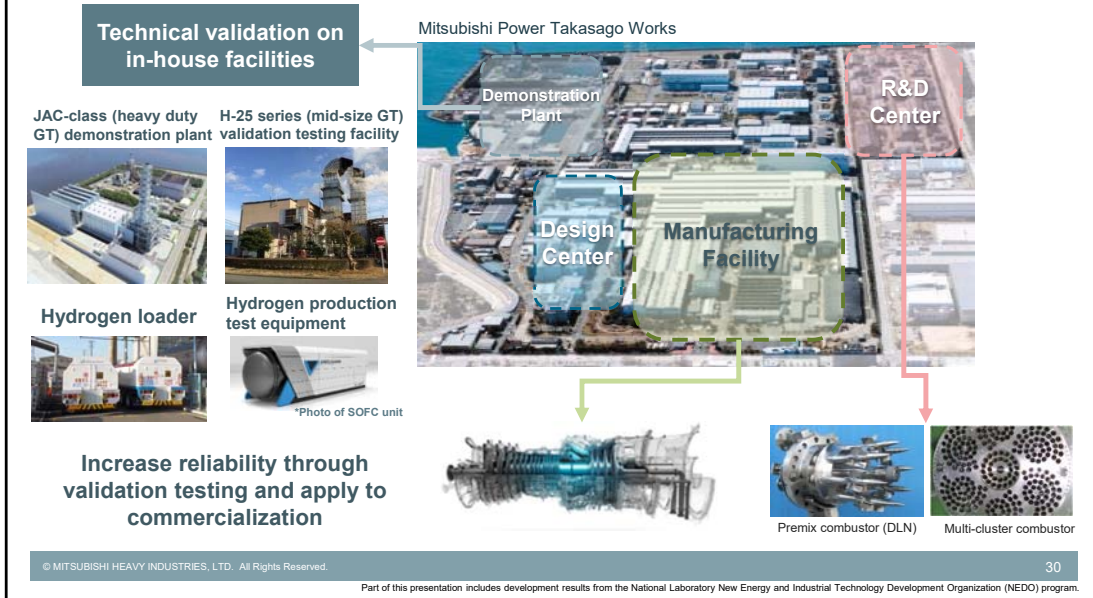 Technical validation on
in-house facilities
Mitsubishi Power Takasago Works
Demonstration
Plant
R&D
Center
Design
Center
Manufacturing
Facility
JAC-class (heavy duty
GT) demonstration plant
H-25 series (mid-size GT)
validation testing facility
Hydrogen loader
Hydrogen production
test equipment
*Photo of SOFC unit
Increase reliability through
validation testing and apply to
commercialization
Premix combustor (DLN)
Multi-cluster combustor
© MITSUBISHI HEAVY INDUSTRIES, LTD. All Rights Reserved.
30
Part of this presentation includes development results from the National Laboratory New Energy and Industrial Technology Development Organization (NEDO) program.